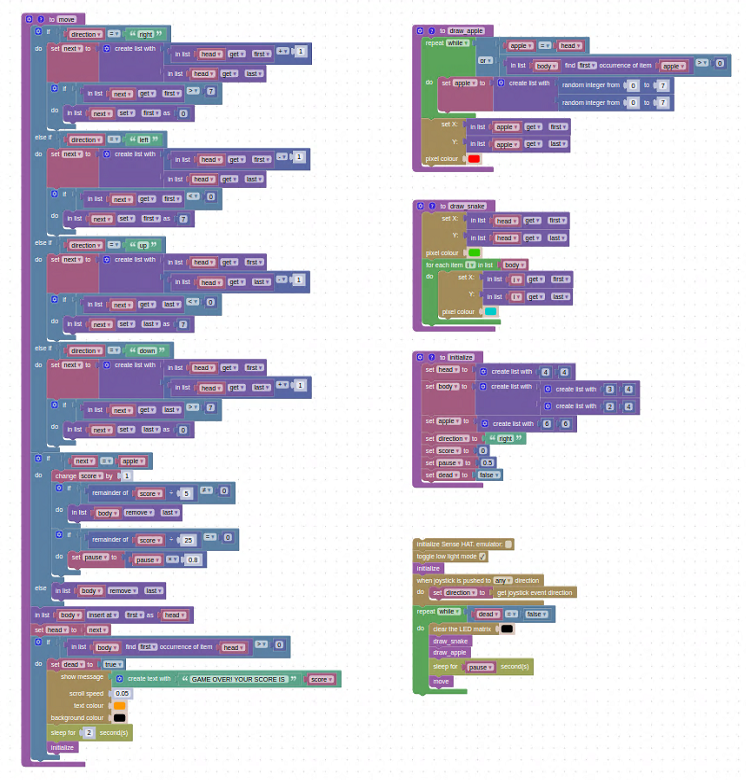 to move
if direction = " right "
do set next to create list with in list head get first + 1
in list head get last
if in list next get first > 7
do in list next set first as 0
else if direction = " left "
do set next to create list with in list head get first - 1
in list head get last
if in list next get first < 0
do in list next set first as 7
else if direction = " up "
do set next to create list with in list head get first
in list head get last - 1
if in list next get last < 0
do in list next set last as 7
else if direction = " down "
do set next to create list with in list head get first
in list head get last + 1
if in list next get last > 7
do in list next set last as 0
if next = apple
do change score by 1
if remainder of score ÷ 5 ≠ 0
do in list body remove last
if remainder of score ÷ 25 = 0
do set pause to pause × 0.8
else in list body remove last
in list body insert at first as head
set head to next
if in list body find first occurrence of item head > 0
do set dead to true
show message create text with " GAME OVER! YOUR SCORE IS " score
scroll speed 0.05
text colour
background colour
sleep for 2 second(s)
initialize
to draw_apple
repeat while apple = head
or in list body find first occurrence of item apple > 0
do set apple to create list with random integer from 0 to 7
random integer from 0 to 7
set X: in list apple get first
Y: in list apple get last
pixel colour
to draw_snake
set X: in list head get first
Y: in list head get last
pixel colour
for each item i in list body
do set X: in list i get first
Y: in list i get last
pixel colour
to initialize
set head to create list with 4 4
set body to create list with create list with 3 4
create list with 2 4
set apple to create list with 6 6
set direction to " right "
set score to 0
set pause to 0.5
set dead to false
initialize Sense HAT, emulator:
toggle low light mode
initialize
when joystick is pushed to any direction
do set direction to get joystick event direction
repeat while dead = false
do clear the LED matrix
draw_snake
draw_apple
sleep for pause second(s)
move